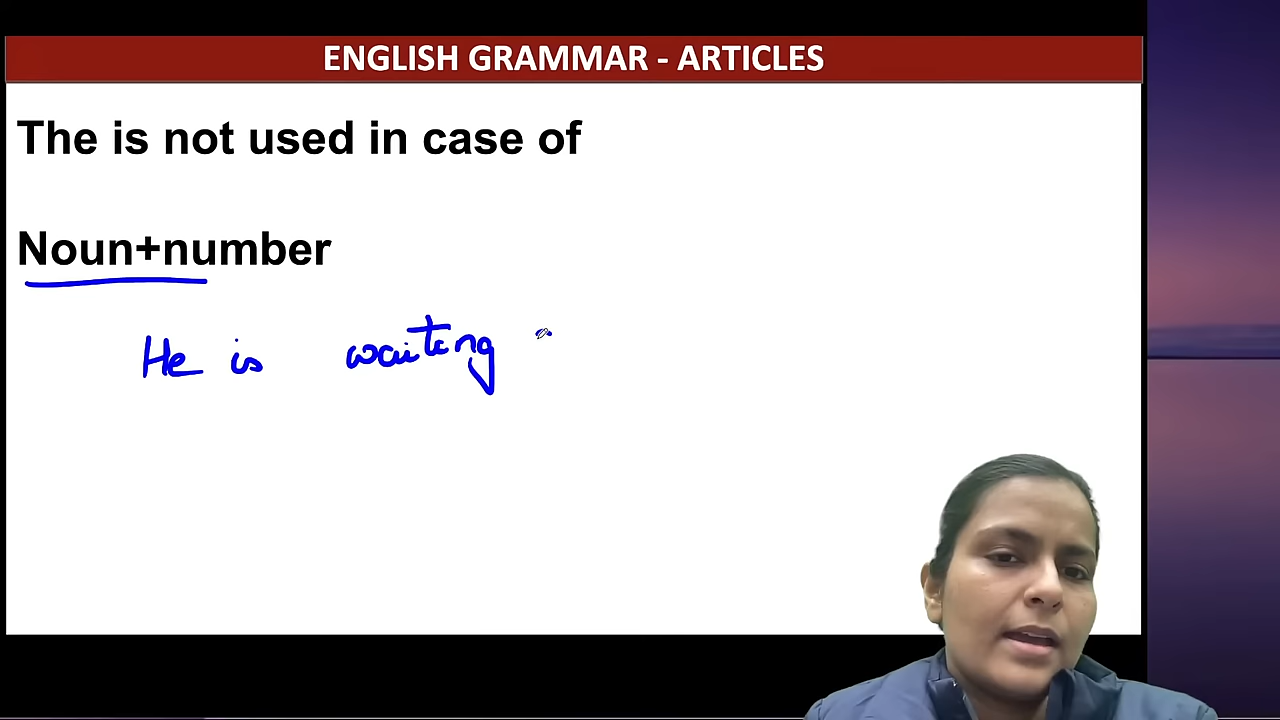 ENGLISH GRAMMAR - ARTICLES
The is not used in case of
Noun+number
He is waiting